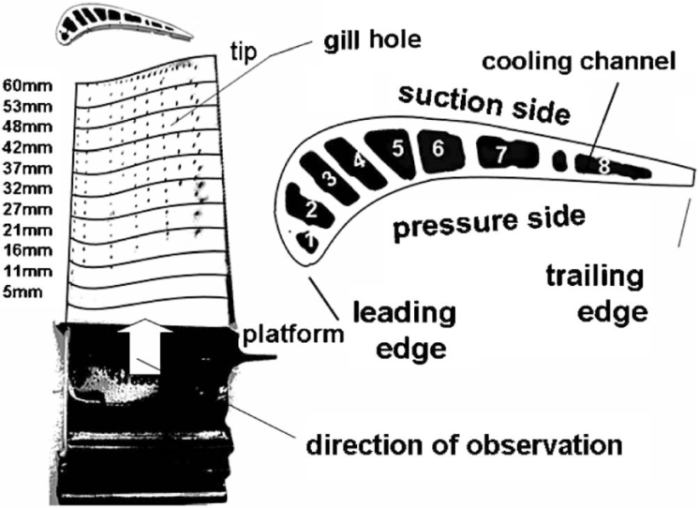 tip
gill hole
60mm
53mm
48mm
42mm
37mm
32mm
27mm
21mm
16mm
11mm
5mm
platform
direction of observation
cooling channel
suction side
1
2
3
4
5
6
7
8
pressure side
leading
edge
trailing
edge